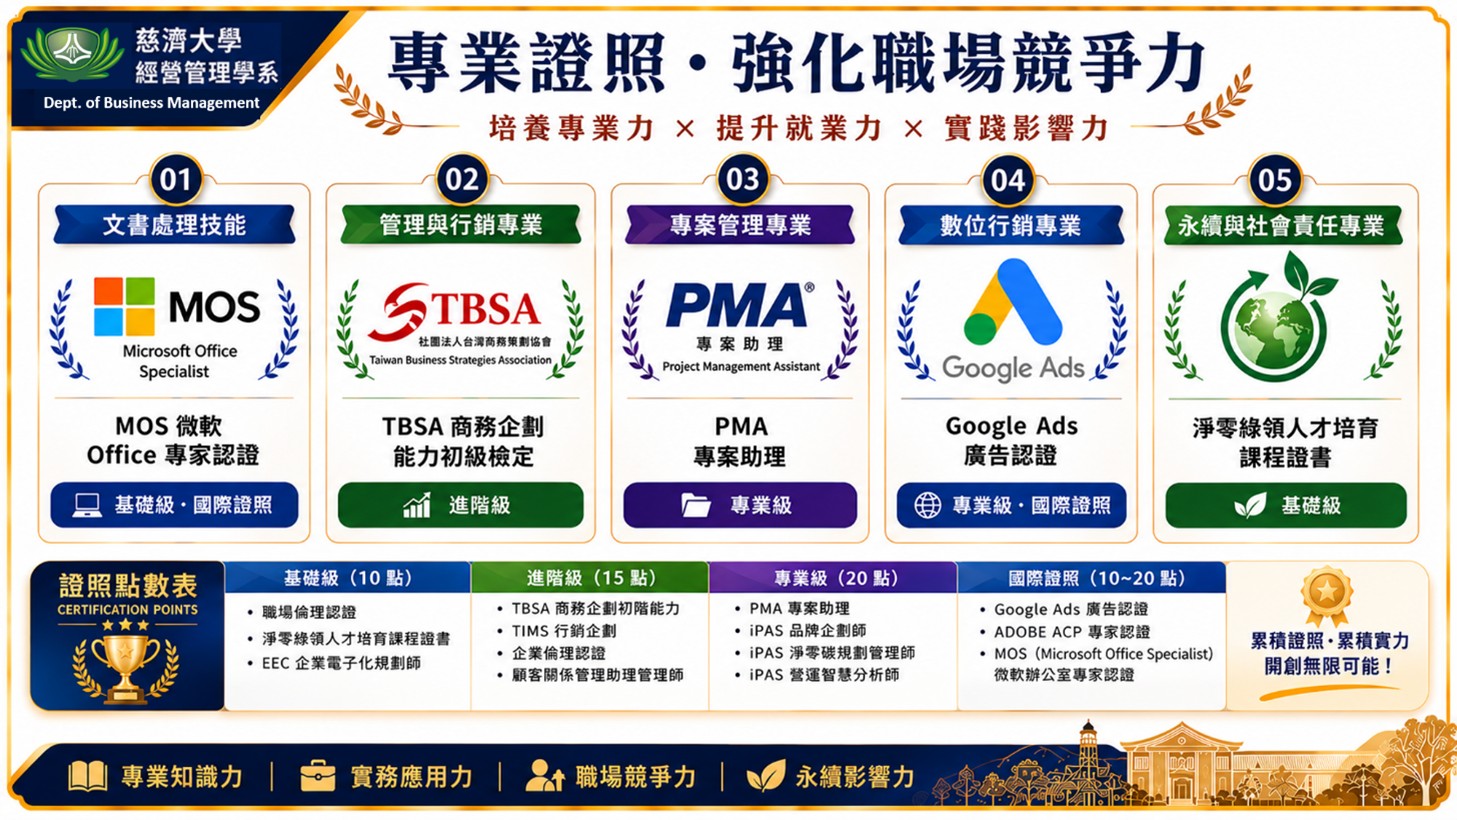 慈濟大學
經營管理學系
Dept. of Business Management
專業證照・強化職場競爭力
培養專業力 × 提升就業力 × 實踐影響力
01
文書處理技能
MOS
Microsoft Office
Specialist
MOS 微軟
Office 專家認證
基礎級・國際證照
02
管理與行銷專業
TBSA
社團法人台灣商務策劃協會
Taiwan Business Strategies Association
TBSA 商務企劃
能力初級檢定
進階級
03
專案管理專業
PMA®
專案助理
Project Management Assistant
PMA
專案助理
專業級
04
數位行銷專業
Google Ads
Google Ads
廣告認證
專業級・國際證照
05
永續與社會責任專業
淨零綠領人才培育
課程證書
基礎級
證照點數表
CERTIFICATION POINTS
基礎級（10 點）
• 職場倫理認證
• 淨零綠領人才培育課程證書
• EEC 企業電子化規劃師
進階級（15 點）
• TBSA 商務企劃初階能力
• TIMS 行銷企劃
• 企業倫理認證
• 顧客關係管理助理管理師
專業級（20 點）
• PMA 專案助理
• iPAS 品牌企劃師
• iPAS 淨零碳規劃管理師
• iPAS 營運智慧分析師
國際證照（10~20 點）
• Google Ads 廣告認證
• ADOBE ACP 專家認證
• MOS（Microsoft Office Specialist）
微軟辦公室專家認證
累積證照・累積實力
開創無限可能！
專業知識力
實務應用力
職場競爭力
永續影響力